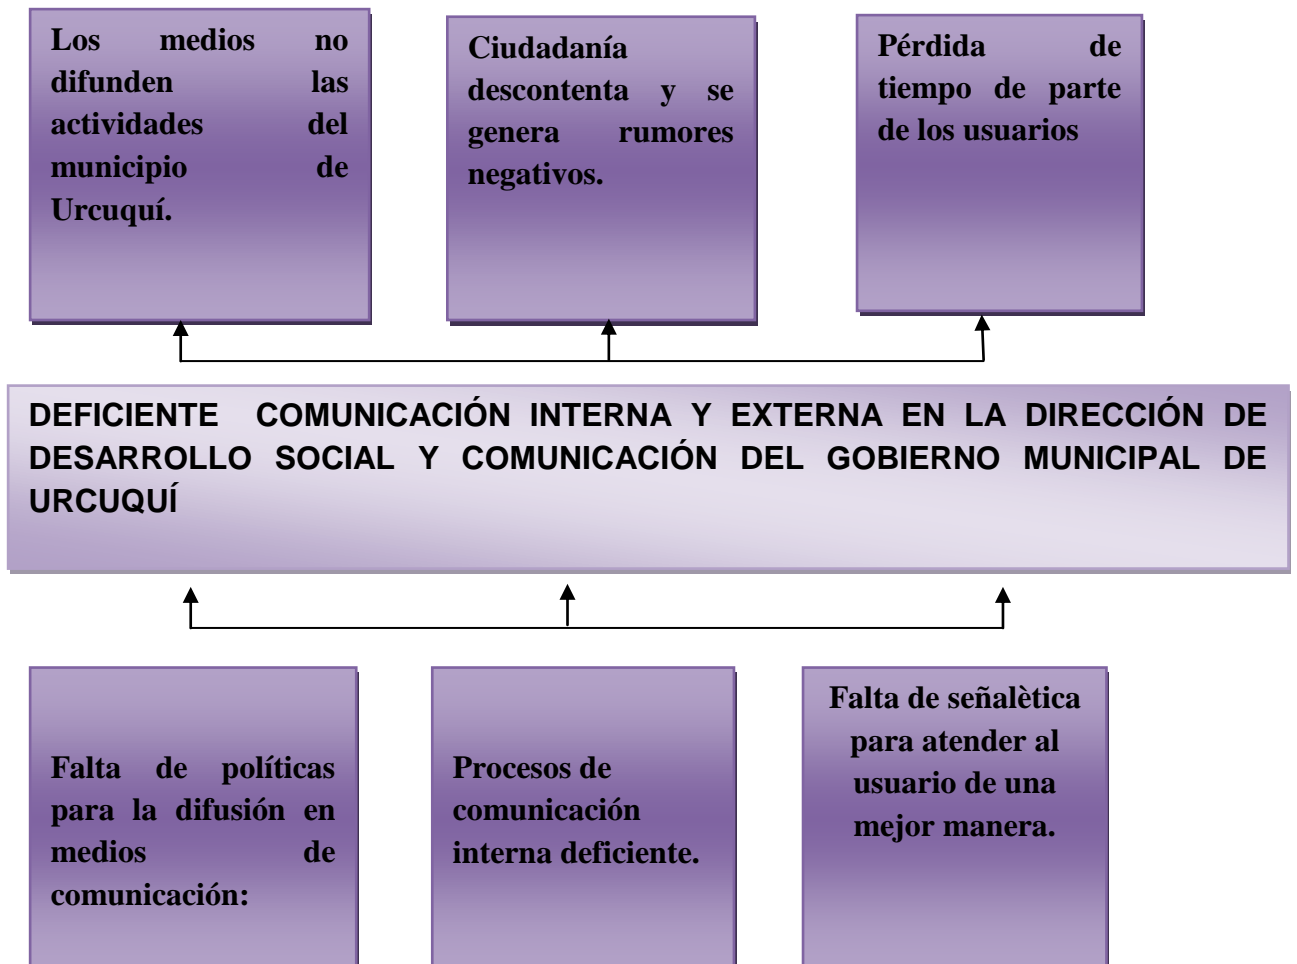 Los medios no
difunden las
actividades del
municipio de
Urcuquí.
Ciudadanía
descontenta y se
genera rumores
negativos.
Pérdida de
tiempo de parte
de los usuarios
DEFICIENTE COMUNICACIÓN INTERNA Y EXTERNA EN LA DIRECCIÓN DE
DESARROLLO SOCIAL Y COMUNICACIÓN DEL GOBIERNO MUNICIPAL DE
URCUQUÍ
Falta de políticas
para la difusión en
medios de
comunicación:
Procesos de
comunicación
interna deficiente.
Falta de señalètica
para atender al
usuario de una
mejor manera.